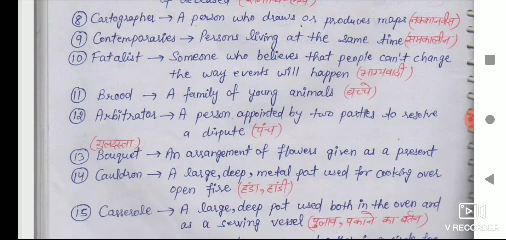 ⑧ Cartographer → A person who draws or produces maps (नक्शानवीस)
⑨ Contemporaries → Persons living at the same time (समकालीन)
⑩ Fatalist → Someone who believes that people can't change
the way events will happen (भाग्यवादी)
⑪ Brood → A family of young animals (बच्चे)
⑫ Arbitrator → A person appointed by two parties to resolve
a dispute (पंच)
(गुलदस्ता)
⑬ Bouquet → An arrangement of flowers given as a present
⑭ Cauldron → A large, deep, metal pot used for cooking over
open fire (हंडा, हांडी)
⑮ Casserole → A large, deep pot used both in the oven and
as a serving vessel (पुलाव, पकाने का बर्तन)
V RECORDER